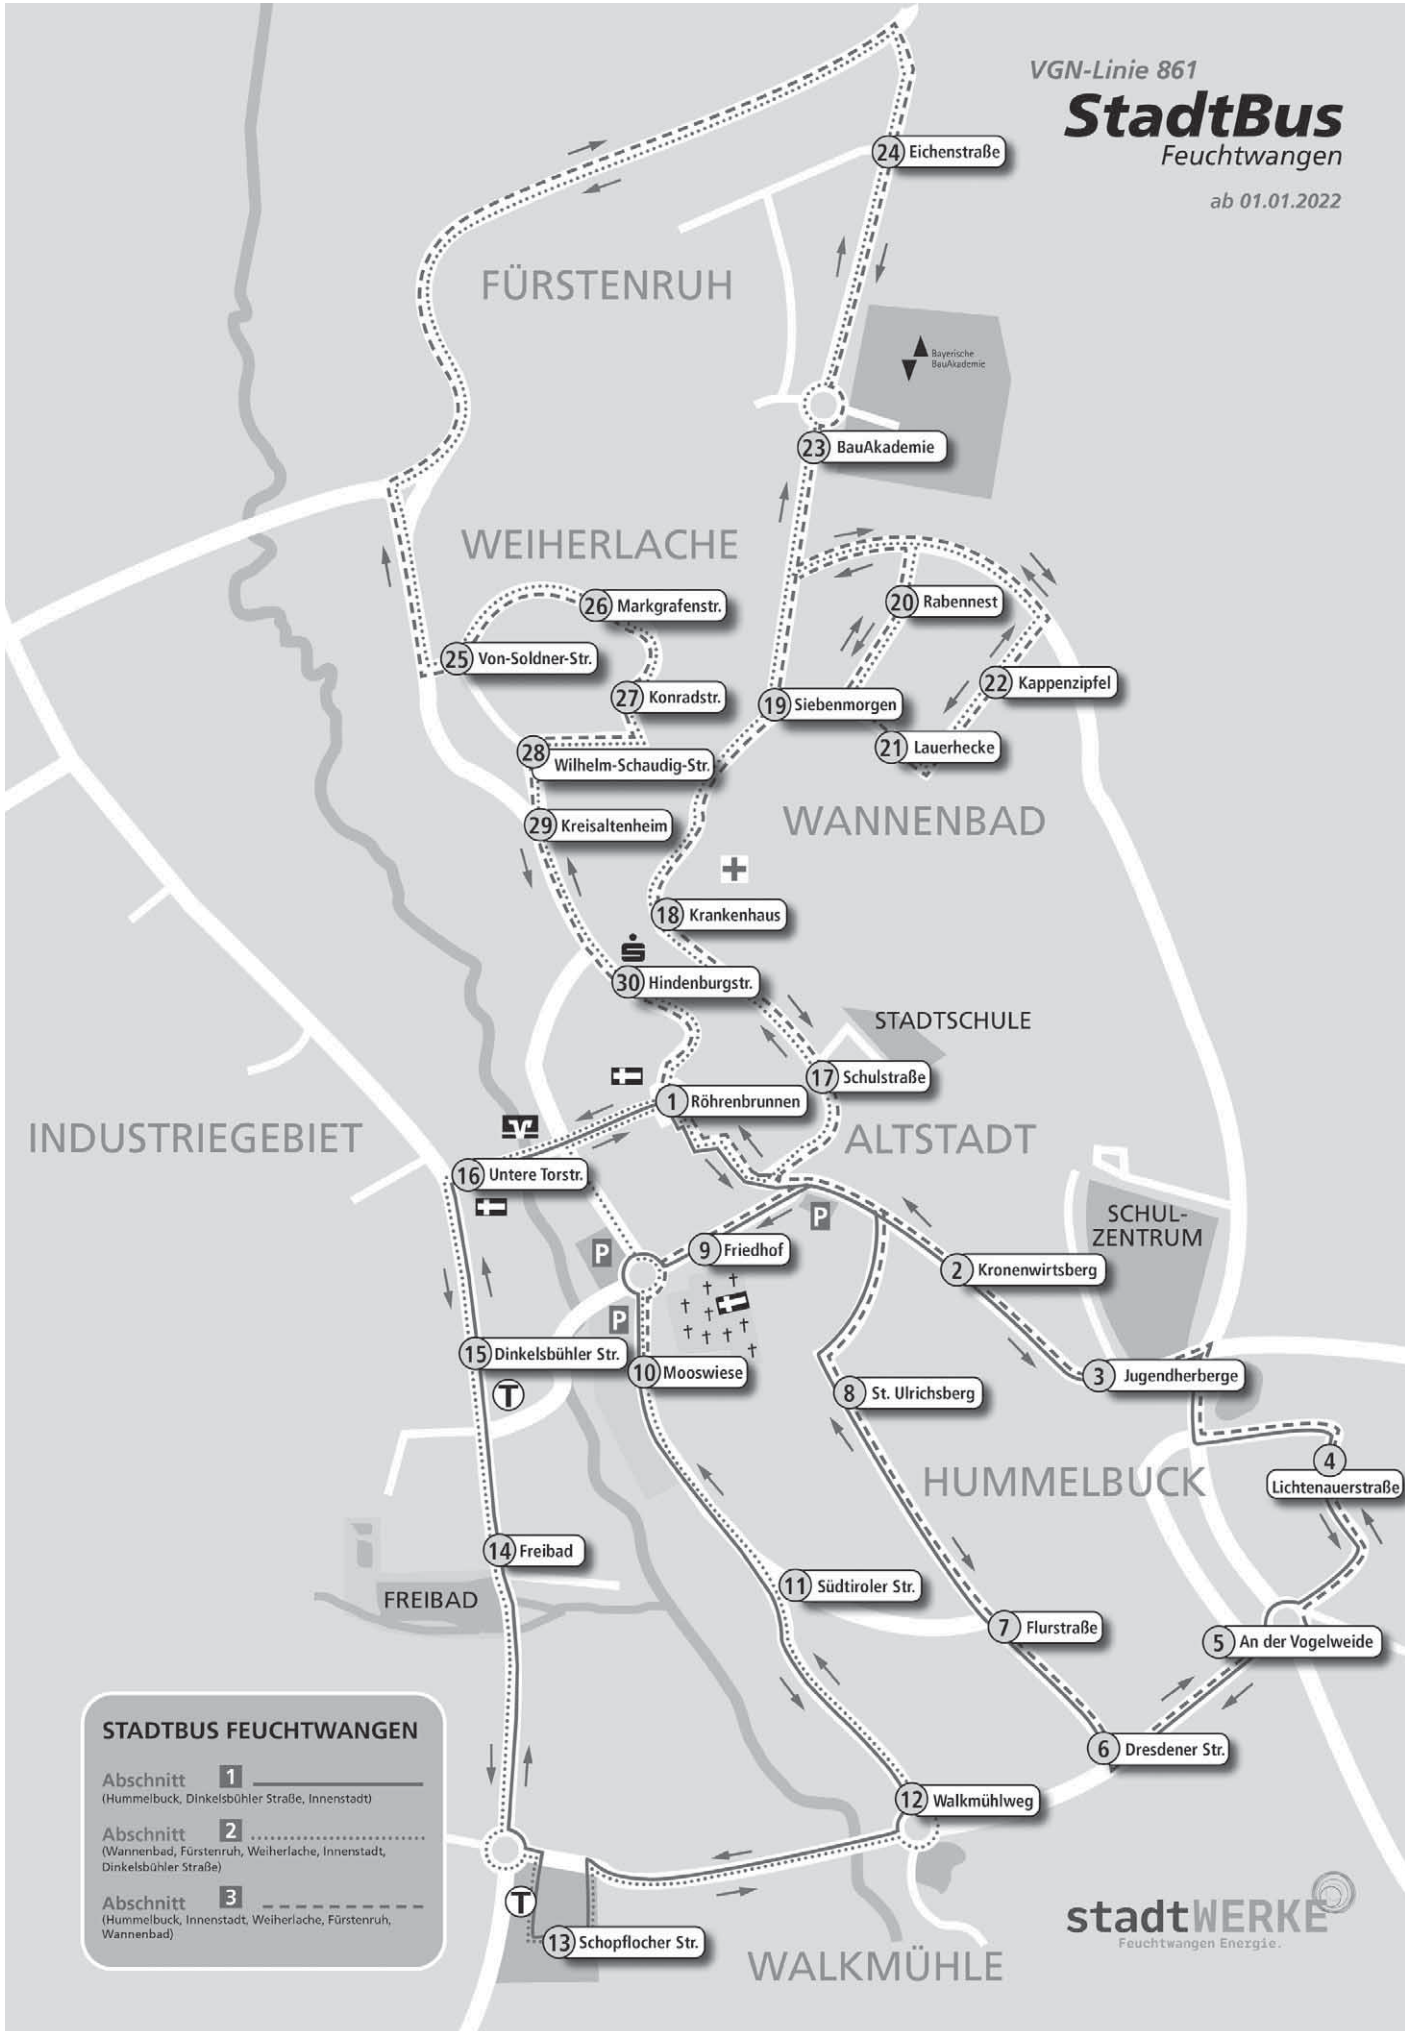 VGN-Linie 861
StadtBus
Feuchtwangen
ab 01.01.2022
24 Eichenstraße
FÜRSTENRUH
Bayerische
BauAkademie
23 BauAkademie
WEIHERLACHE
26 Markgrafenstr.
20 Rabennest
25 Von-Soldner-Str.
22 Kappenzipfel
27 Konradstr.
19 Siebenmorgen
21 Lauerhecke
28 Wilhelm-Schaudig-Str.
WANNENBAD
29 Kreisaltenheim
18 Krankenhaus
30 Hindenburgstr.
STADTSCHULE
17 Schulstraße
1 Röhrenbrunnen
INDUSTRIEGEBIET
ALTSTADT
16 Untere Torstr.
P
SCHUL-
ZENTRUM
P
9 Friedhof
2 Kronenwirtsberg
P
15 Dinkelsbühler Str.
10 Mooswiese
3 Jugendherberge
T
8 St. Ulrichsberg
4
Lichtenauerstraße
HUMMELBUCK
14 Freibad
FREIBAD
11 Südtiroler Str.
7 Flurstraße
5 An der Vogelweide
6 Dresdener Str.
12 Walkmühlweg
T
13 Schopflocher Str.
WALKMÜHLE
STADTBUS FEUCHTWANGEN
Abschnitt 1
(Hummelbuck, Dinkelsbühler Straße, Innenstadt)
Abschnitt 2
(Wannenbad, Fürstenruh, Weiherlache, Innenstadt,
Dinkelsbühler Straße)
Abschnitt 3
(Hummelbuck, Innenstadt, Weiherlache, Fürstenruh,
Wannenbad)
stadtWERKE
Feuchtwangen Energie.